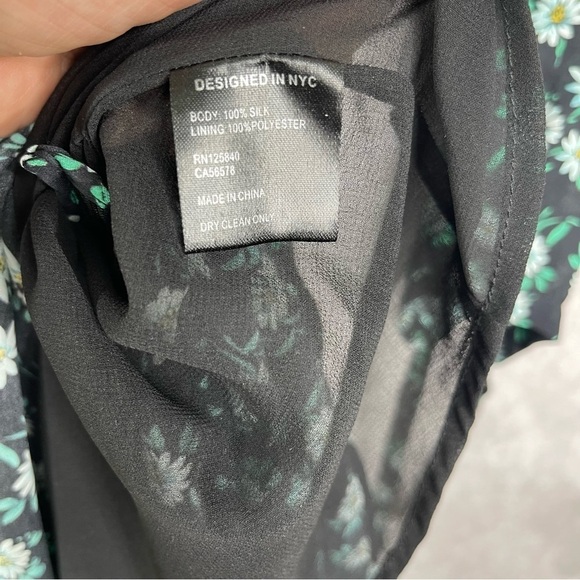 DESIGNED IN NYC
BODY: 100% SILK
LINING:100%POLYESTER
RN125840
CA56578
MADE IN CHINA
DRY CLEAN ONLY